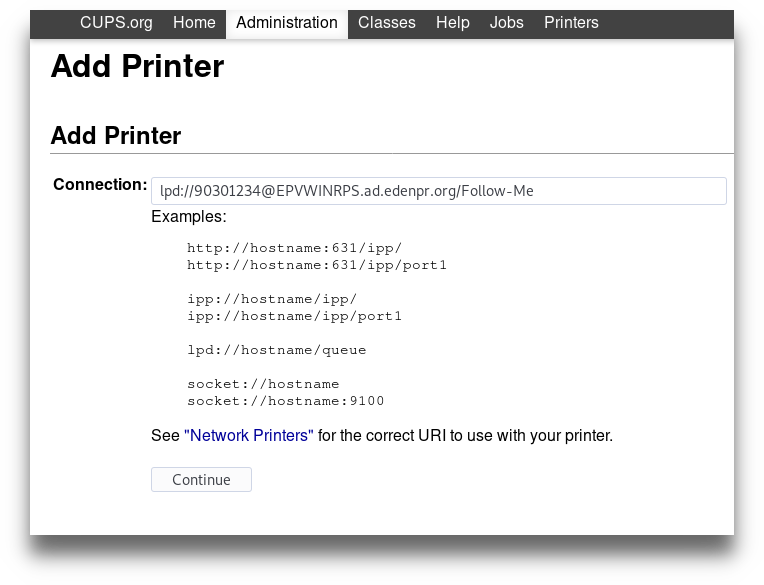 CUPS.org Home Administration Classes Help Jobs Printers
Add Printer
Add Printer
Connection: lpd://90301234@EPVWINRPS.ad.edenpr.org/Follow-Me
Examples:
http://hostname:631/ipp/
http://hostname:631/ipp/port1
ipp://hostname/ipp/
ipp://hostname/ipp/port1
lpd://hostname/queue
socket://hostname
socket://hostname:9100
See "Network Printers" for the correct URI to use with your printer.
Continue